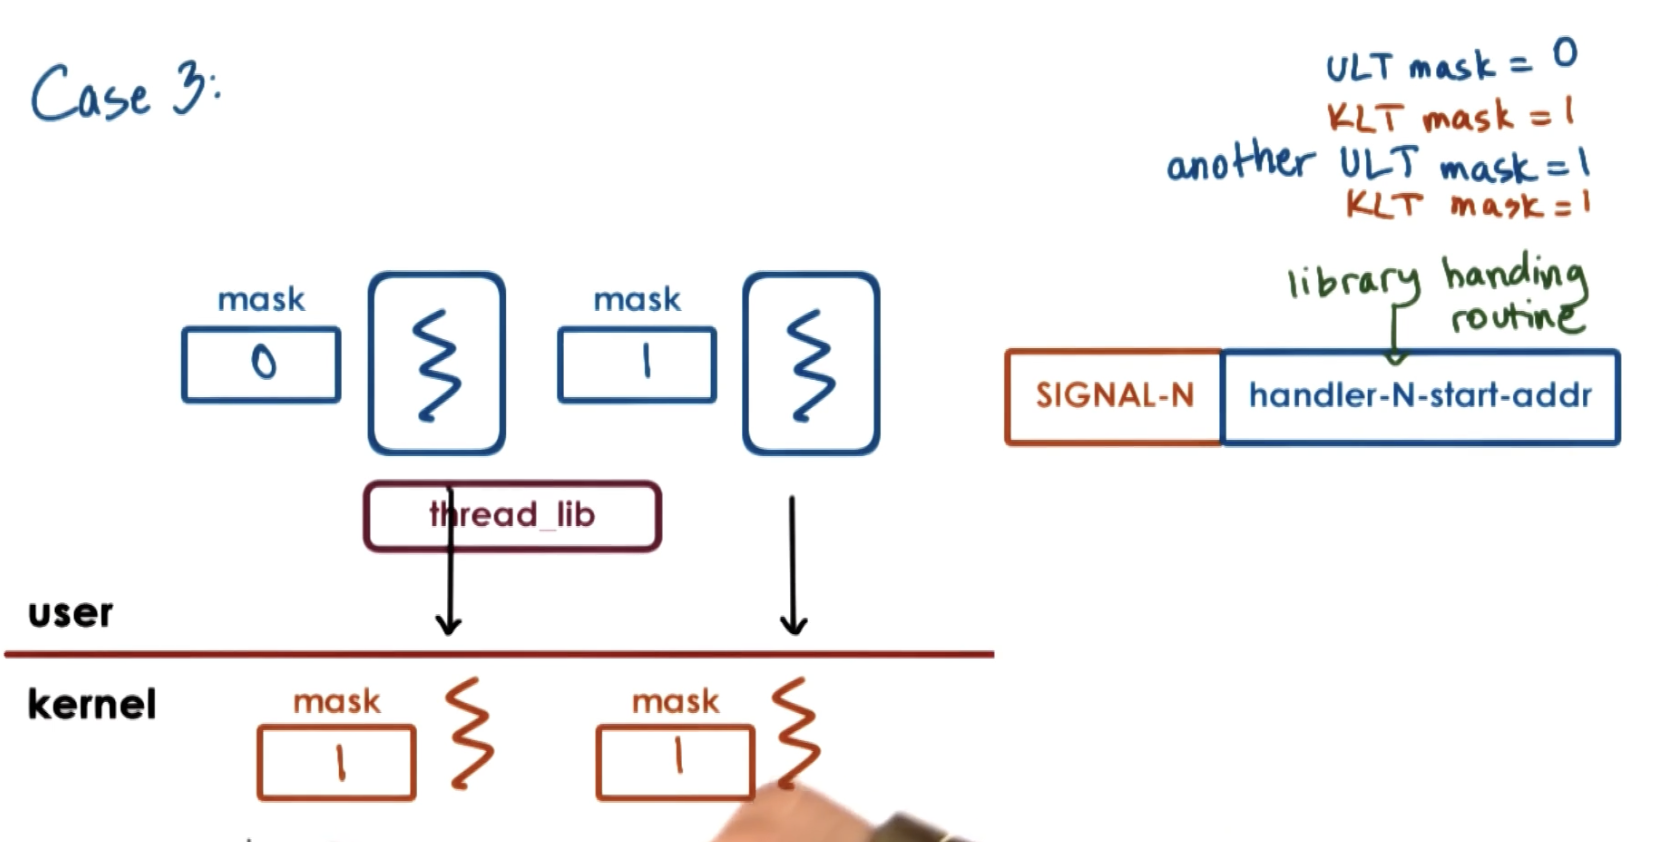 Case 3:
ULT mask = 0
KLT mask = 1
another ULT mask = 1
KLT mask = 1
library handing
routine
mask
0
mask
1
SIGNAL-N
handler-N-start-addr
thread_lib
user
kernel
mask
1
mask
1